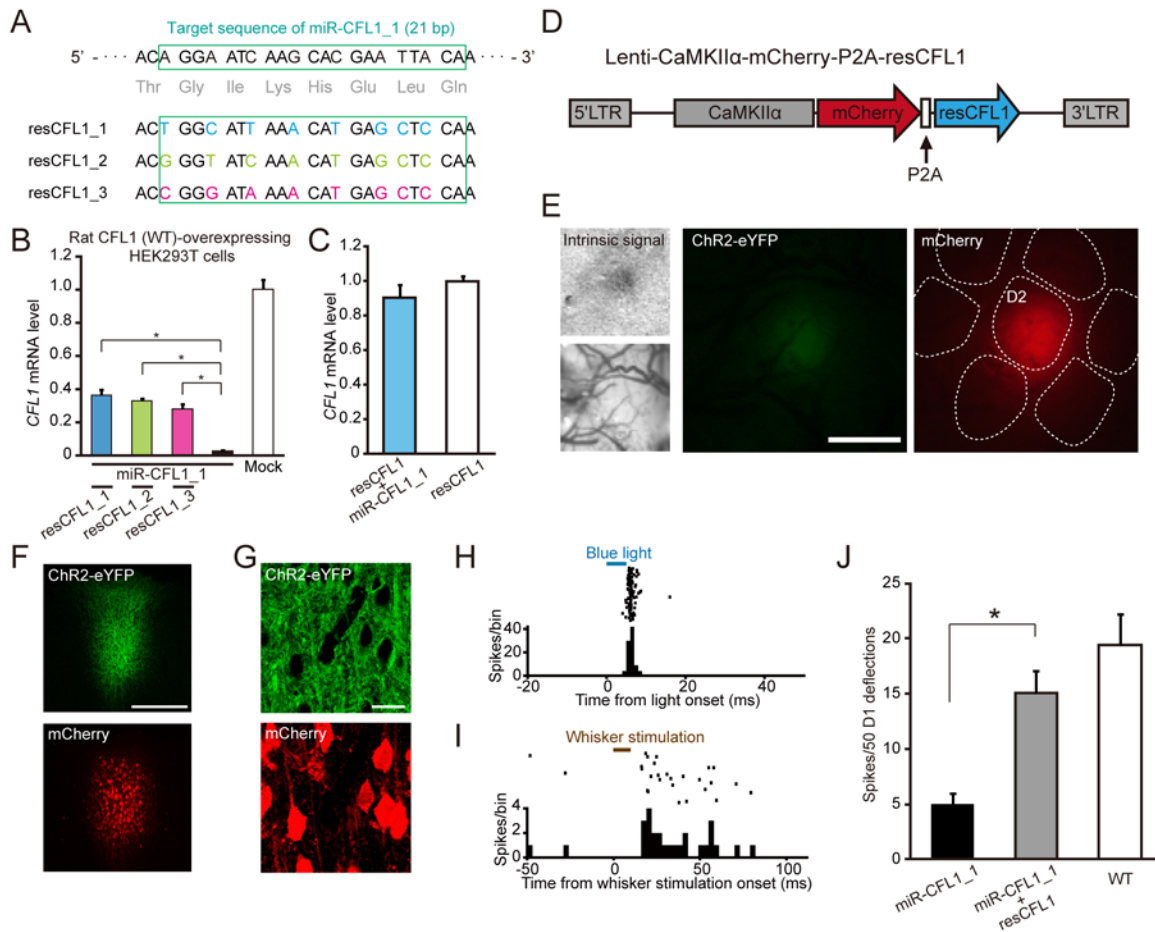 A
Target sequence of miR-CFL1_1 (21 bp)
5' - · · · ACA GGA ATC AAG CAC GAA TTA CAA · · · - 3'
Thr Gly Ile Lys His Glu Leu Gln
resCFL1_1 ACT GGC ATT AAA CAT GAG CTC CAA
resCFL1_2 ACG GGT ATC AAA CAT GAG CTC CAA
resCFL1_3 ACC GGG ATA AAA CAT GAG CTC CAA
B
Rat CFL1 (WT)-overexpressing
HEK293T cells
CFL1 mRNA level
1.2
1.0
0.8
0.6
0.4
0.2
0
*
*
*
miR-CFL1_1
Mock
resCFL1_1
resCFL1_2
resCFL1_3
C
CFL1 mRNA level
1.2
1.0
0.8
0.6
0.4
0.2
0
resCFL1
+
miR-CFL1_1
resCFL1
D
Lenti-CaMKIIα-mCherry-P2A-resCFL1
5'LTR CaMKIIα mCherry resCFL1 3'LTR
P2A
E
Intrinsic signal
ChR2-eYFP
mCherry
D2
F
ChR2-eYFP
mCherry
G
ChR2-eYFP
mCherry
H
Blue light
Spikes/bin
40
20
0
-20 0 20 40
Time from light onset (ms)
I
Whisker stimulation
Spikes/bin
4
2
0
-50 0 50 100
Time from whisker stimulation onset (ms)
J
Spikes/50 D1 deflections
25
20
15
10
5
0
*
miR-CFL1_1
miR-CFL1_1
+
resCFL1
WT